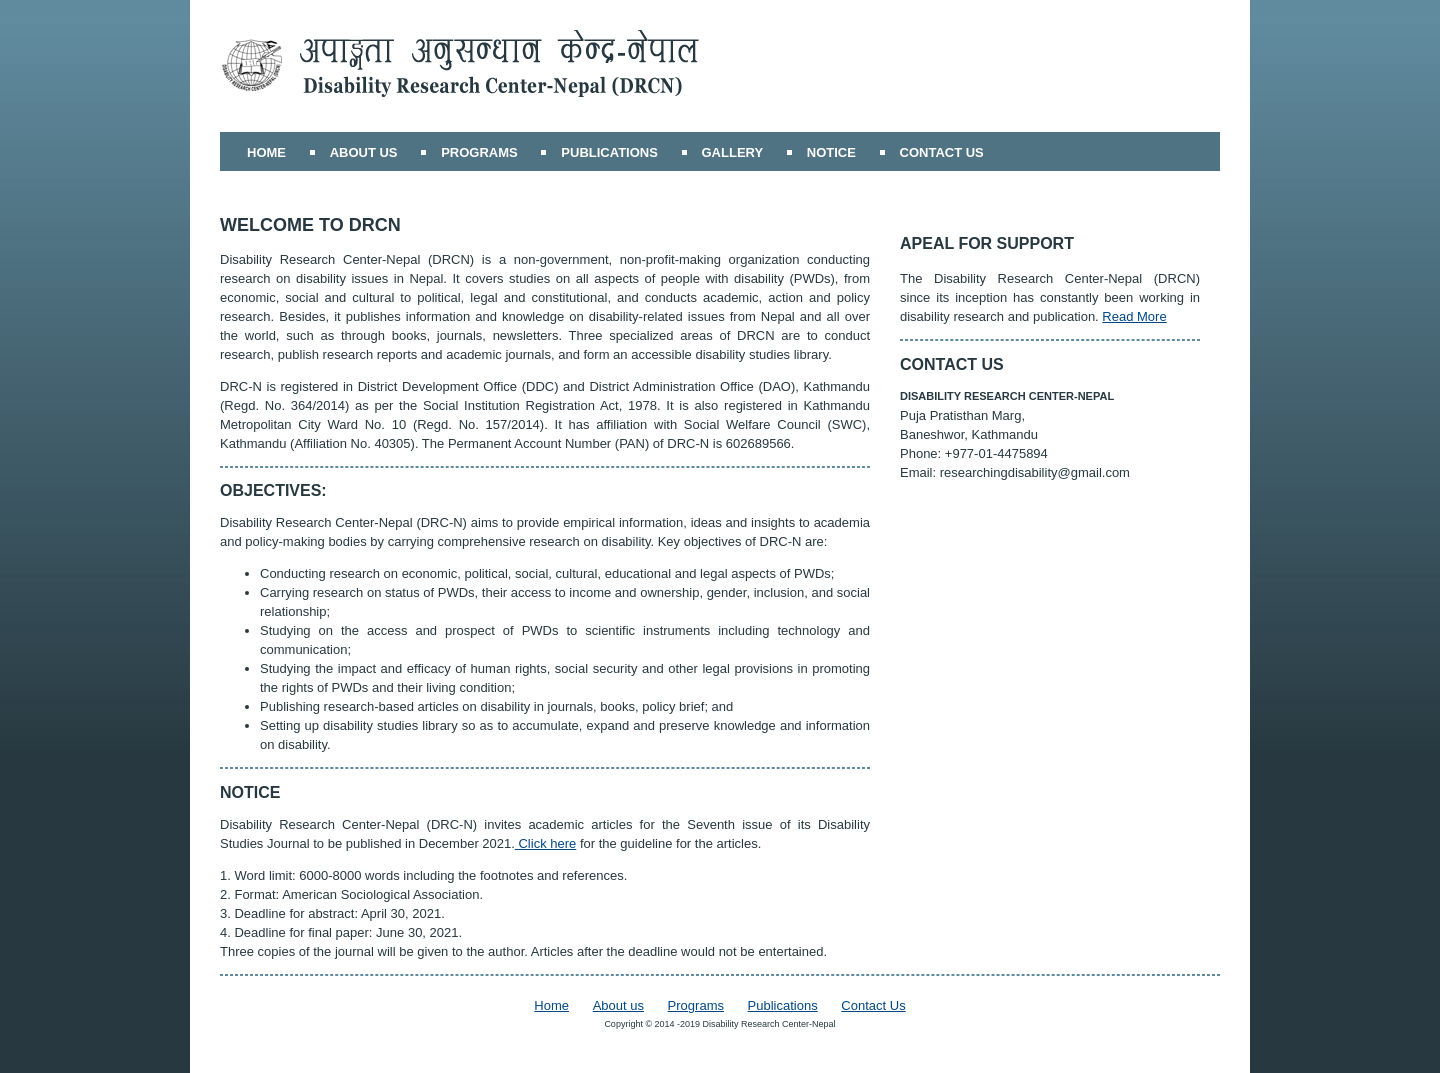 अपाङ्गता अनुसन्धान केन्द्र-नेपाल
Disability Research Center-Nepal (DRCN)
HOME
ABOUT US
PROGRAMS
PUBLICATIONS
GALLERY
NOTICE
CONTACT US
WELCOME TO DRCN
Disability Research Center-Nepal (DRCN) is a non-government, non-profit-making organization conducting
research on disability issues in Nepal. It covers studies on all aspects of people with disability (PWDs), from
economic, social and cultural to political, legal and constitutional, and conducts academic, action and policy
research. Besides, it publishes information and knowledge on disability-related issues from Nepal and all over
the world, such as through books, journals, newsletters. Three specialized areas of DRCN are to conduct
research, publish research reports and academic journals, and form an accessible disability studies library.
DRC-N is registered in District Development Office (DDC) and District Administration Office (DAO), Kathmandu
(Regd. No. 364/2014) as per the Social Institution Registration Act, 1978. It is also registered in Kathmandu
Metropolitan City Ward No. 10 (Regd. No. 157/2014). It has affiliation with Social Welfare Council (SWC),
Kathmandu (Affiliation No. 40305). The Permanent Account Number (PAN) of DRC-N is 602689566.
OBJECTIVES:
Disability Research Center-Nepal (DRC-N) aims to provide empirical information, ideas and insights to academia
and policy-making bodies by carrying comprehensive research on disability. Key objectives of DRC-N are:
• Conducting research on economic, political, social, cultural, educational and legal aspects of PWDs;
• Carrying research on status of PWDs, their access to income and ownership, gender, inclusion, and social
relationship;
• Studying on the access and prospect of PWDs to scientific instruments including technology and
communication;
• Studying the impact and efficacy of human rights, social security and other legal provisions in promoting
the rights of PWDs and their living condition;
• Publishing research-based articles on disability in journals, books, policy brief; and
• Setting up disability studies library so as to accumulate, expand and preserve knowledge and information
on disability.
NOTICE
Disability Research Center-Nepal (DRC-N) invites academic articles for the Seventh issue of its Disability
Studies Journal to be published in December 2021. Click here for the guideline for the articles.
1. Word limit: 6000-8000 words including the footnotes and references.
2. Format: American Sociological Association.
3. Deadline for abstract: April 30, 2021.
4. Deadline for final paper: June 30, 2021.
Three copies of the journal will be given to the author. Articles after the deadline would not be entertained.
APEAL FOR SUPPORT
The Disability Research Center-Nepal (DRCN)
since its inception has constantly been working in
disability research and publication. Read More
CONTACT US
DISABILITY RESEARCH CENTER-NEPAL
Puja Pratisthan Marg,
Baneshwor, Kathmandu
Phone: +977-01-4475894
Email: researchingdisability@gmail.com
Home
About us
Programs
Publications
Contact Us
Copyright © 2014 -2019 Disability Research Center-Nepal